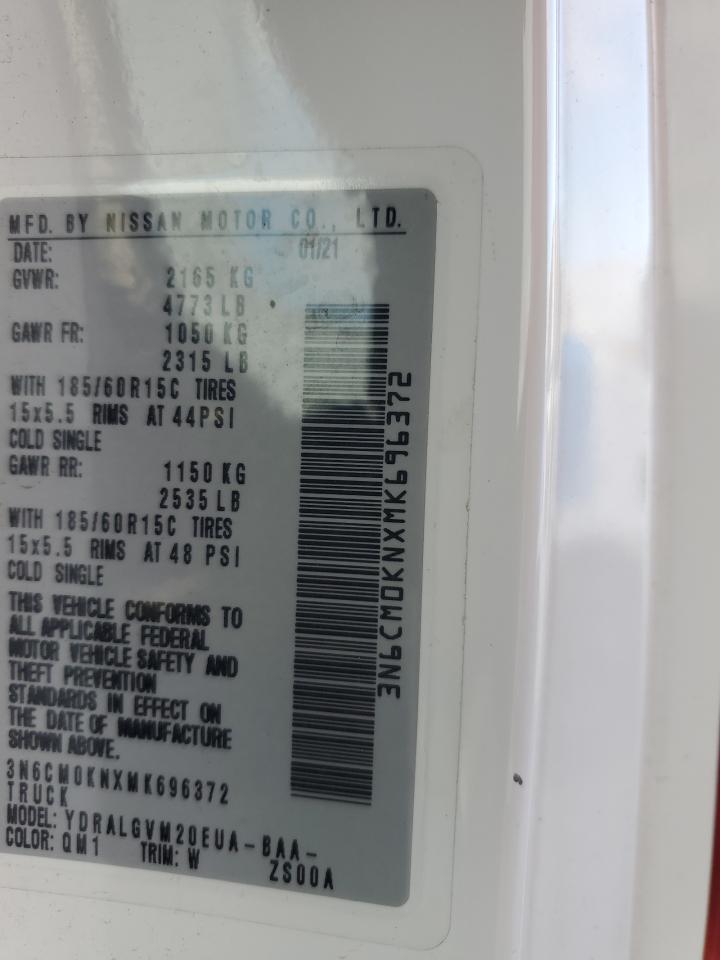 MFD. BY NISSAN MOTOR CO., LTD.
DATE: 01/21
GVWR: 2165 KG
4773 LB
GAWR FR: 1050 KG
2315 LB
WITH 185/60R15C TIRES
15x5.5 RIMS AT 44PSI
COLD SINGLE
GAWR RR: 1150 KG
2535 LB
WITH 185/60R15C TIRES
15x5.5 RIMS AT 48 PSI
COLD SINGLE
THIS VEHICLE CONFORMS TO
ALL APPLICABLE FEDERAL
MOTOR VEHICLE SAFETY AND
THEFT PREVENTION
STANDARDS IN EFFECT ON
THE DATE OF MANUFACTURE
SHOWN ABOVE.
3N6CM0KNXMK696372
TRUCK
MODEL: YDRALGVM20EUA-BAA-
COLOR: QM1 TRIM: W ZS00A
3N6CM0KNXMK696372